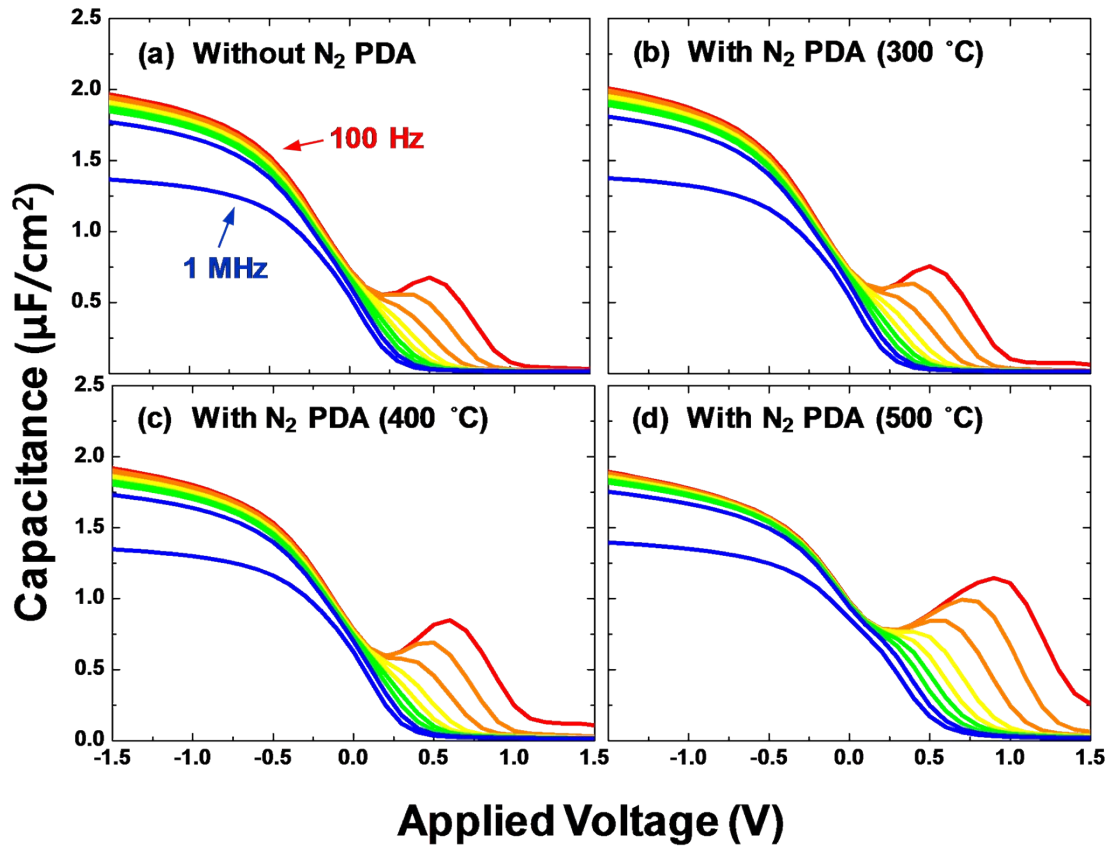 (a) Without N₂ PDA
(b) With N₂ PDA (300 ˚C)
100 Hz
1 MHz
(c) With N₂ PDA (400 ˚C)
(d) With N₂ PDA (500 ˚C)
Capacitance (µF/cm²)
2.5
2.0
1.5
1.0
0.5
2.5
2.0
1.5
1.0
0.5
0.0
-1.5 -1.0 -0.5 0.0 0.5 1.0 1.5
-1.0 -0.5 0.0 0.5 1.0 1.5
Applied Voltage (V)